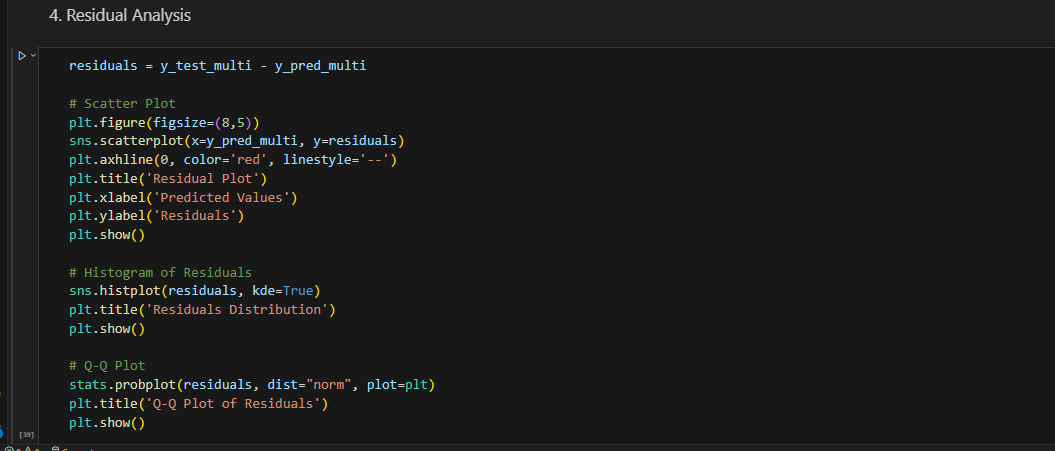 4. Residual Analysis
residuals = y_test_multi - y_pred_multi
# Scatter Plot
plt.figure(figsize=(8,5))
sns.scatterplot(x=y_pred_multi, y=residuals)
plt.axhline(0, color='red', linestyle='--')
plt.title('Residual Plot')
plt.xlabel('Predicted Values')
plt.ylabel('Residuals')
plt.show()
# Histogram of Residuals
sns.histplot(residuals, kde=True)
plt.title('Residuals Distribution')
plt.show()
# Q-Q Plot
stats.probplot(residuals, dist="norm", plot=plt)
plt.title('Q-Q Plot of Residuals')
plt.show()
[39]